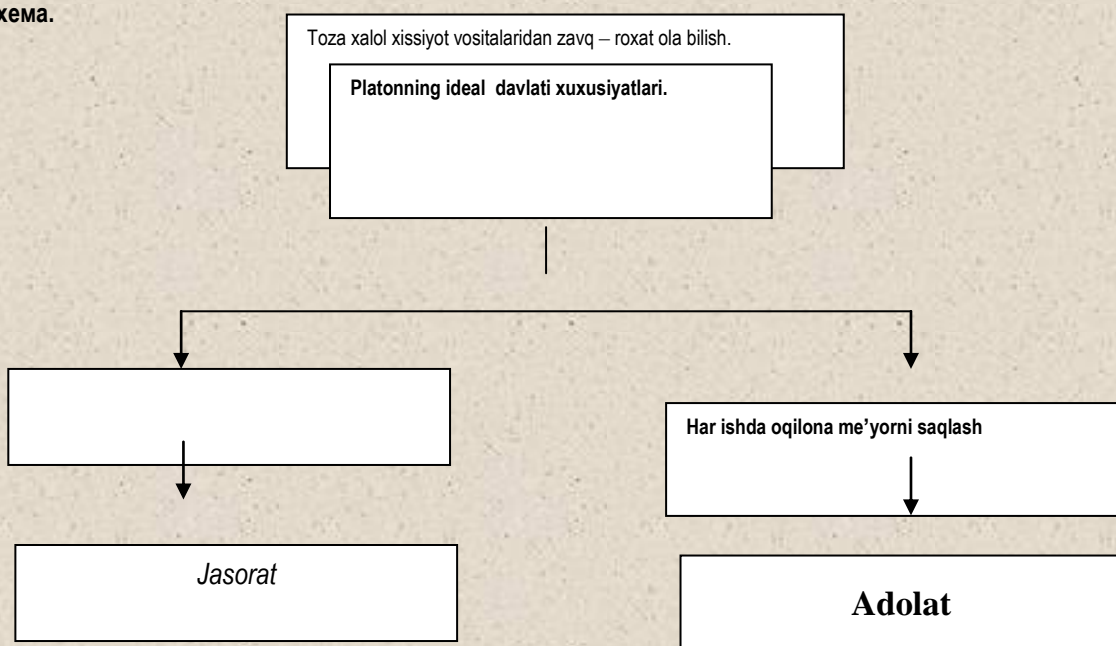 хема.
Toza xalol xissiyot vositalaridan zavq – roxat ola bilish.
Platonning ideal davlati xuxusiyatlari.
Har ishda oqilona me’yorni saqlash
Jasorat
Adolat